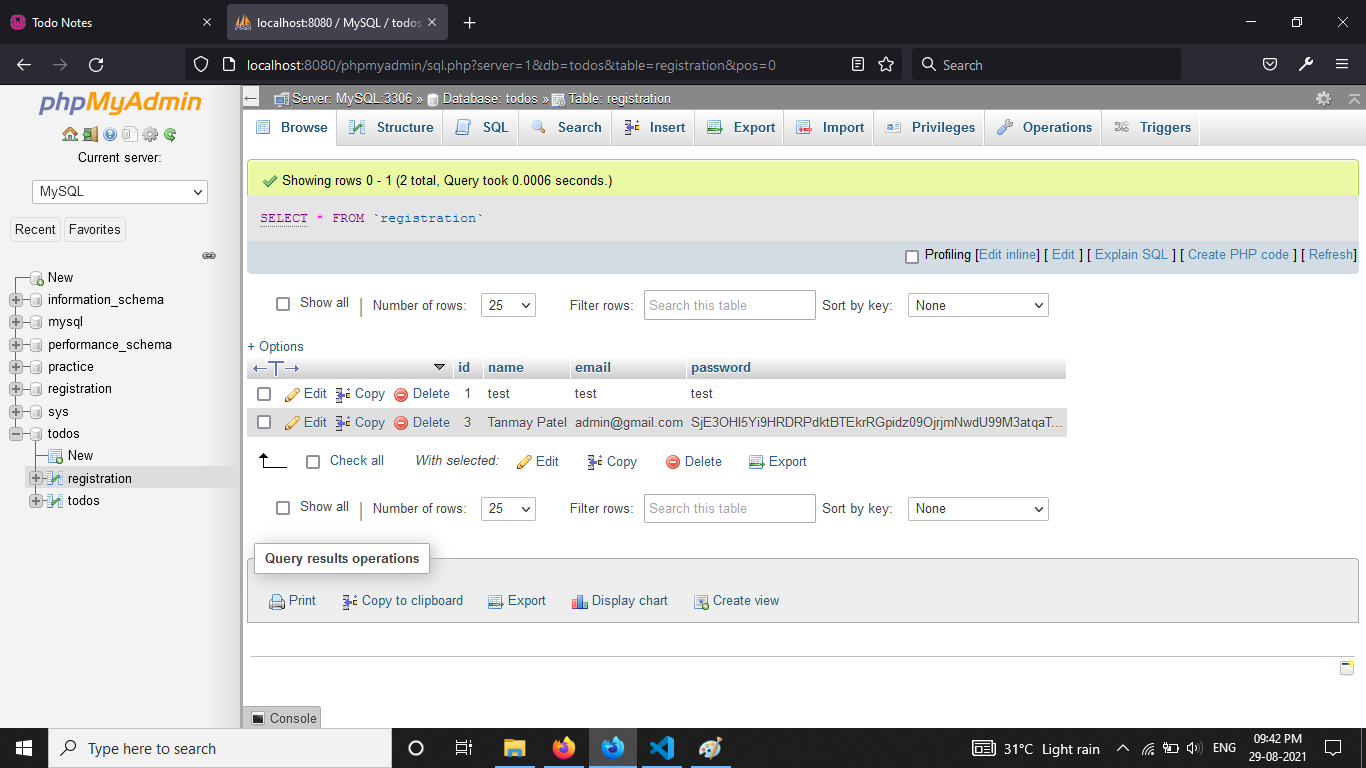 Todo Notes
localhost:8080 / MySQL / todos
localhost:8080/phpmyadmin/sql.php?server=1&db=todos&table=registration&pos=0
Search
phpMyAdmin
Current server:
MySQL
Recent Favorites
New
information_schema
mysql
performance_schema
practice
registration
sys
todos
New
registration
todos
Server: MySQL:3306 » Database: todos » Table: registration
Browse Structure SQL Search Insert Export Import Privileges Operations Triggers
Showing rows 0 - 1 (2 total, Query took 0.0006 seconds.)
SELECT * FROM `registration`
Profiling [Edit inline] [ Edit ] [ Explain SQL ] [ Create PHP code ] [ Refresh]
Show all | Number of rows: 25 Filter rows: Search this table Sort by key: None
+ Options
←T→ id name email password
Edit Copy Delete 1 test test test
Edit Copy Delete 3 Tanmay Patel admin@gmail.com SjE3OHI5Yi9HRDRPdktBTEkrRGpidz09OjrjmNwdU99M3atqaT...
Check all With selected: Edit Copy Delete Export
Show all | Number of rows: 25 Filter rows: Search this table Sort by key: None
Query results operations
Print Copy to clipboard Export Display chart Create view
Console
Type here to search
31°C Light rain
ENG
09:42 PM
29-08-2021